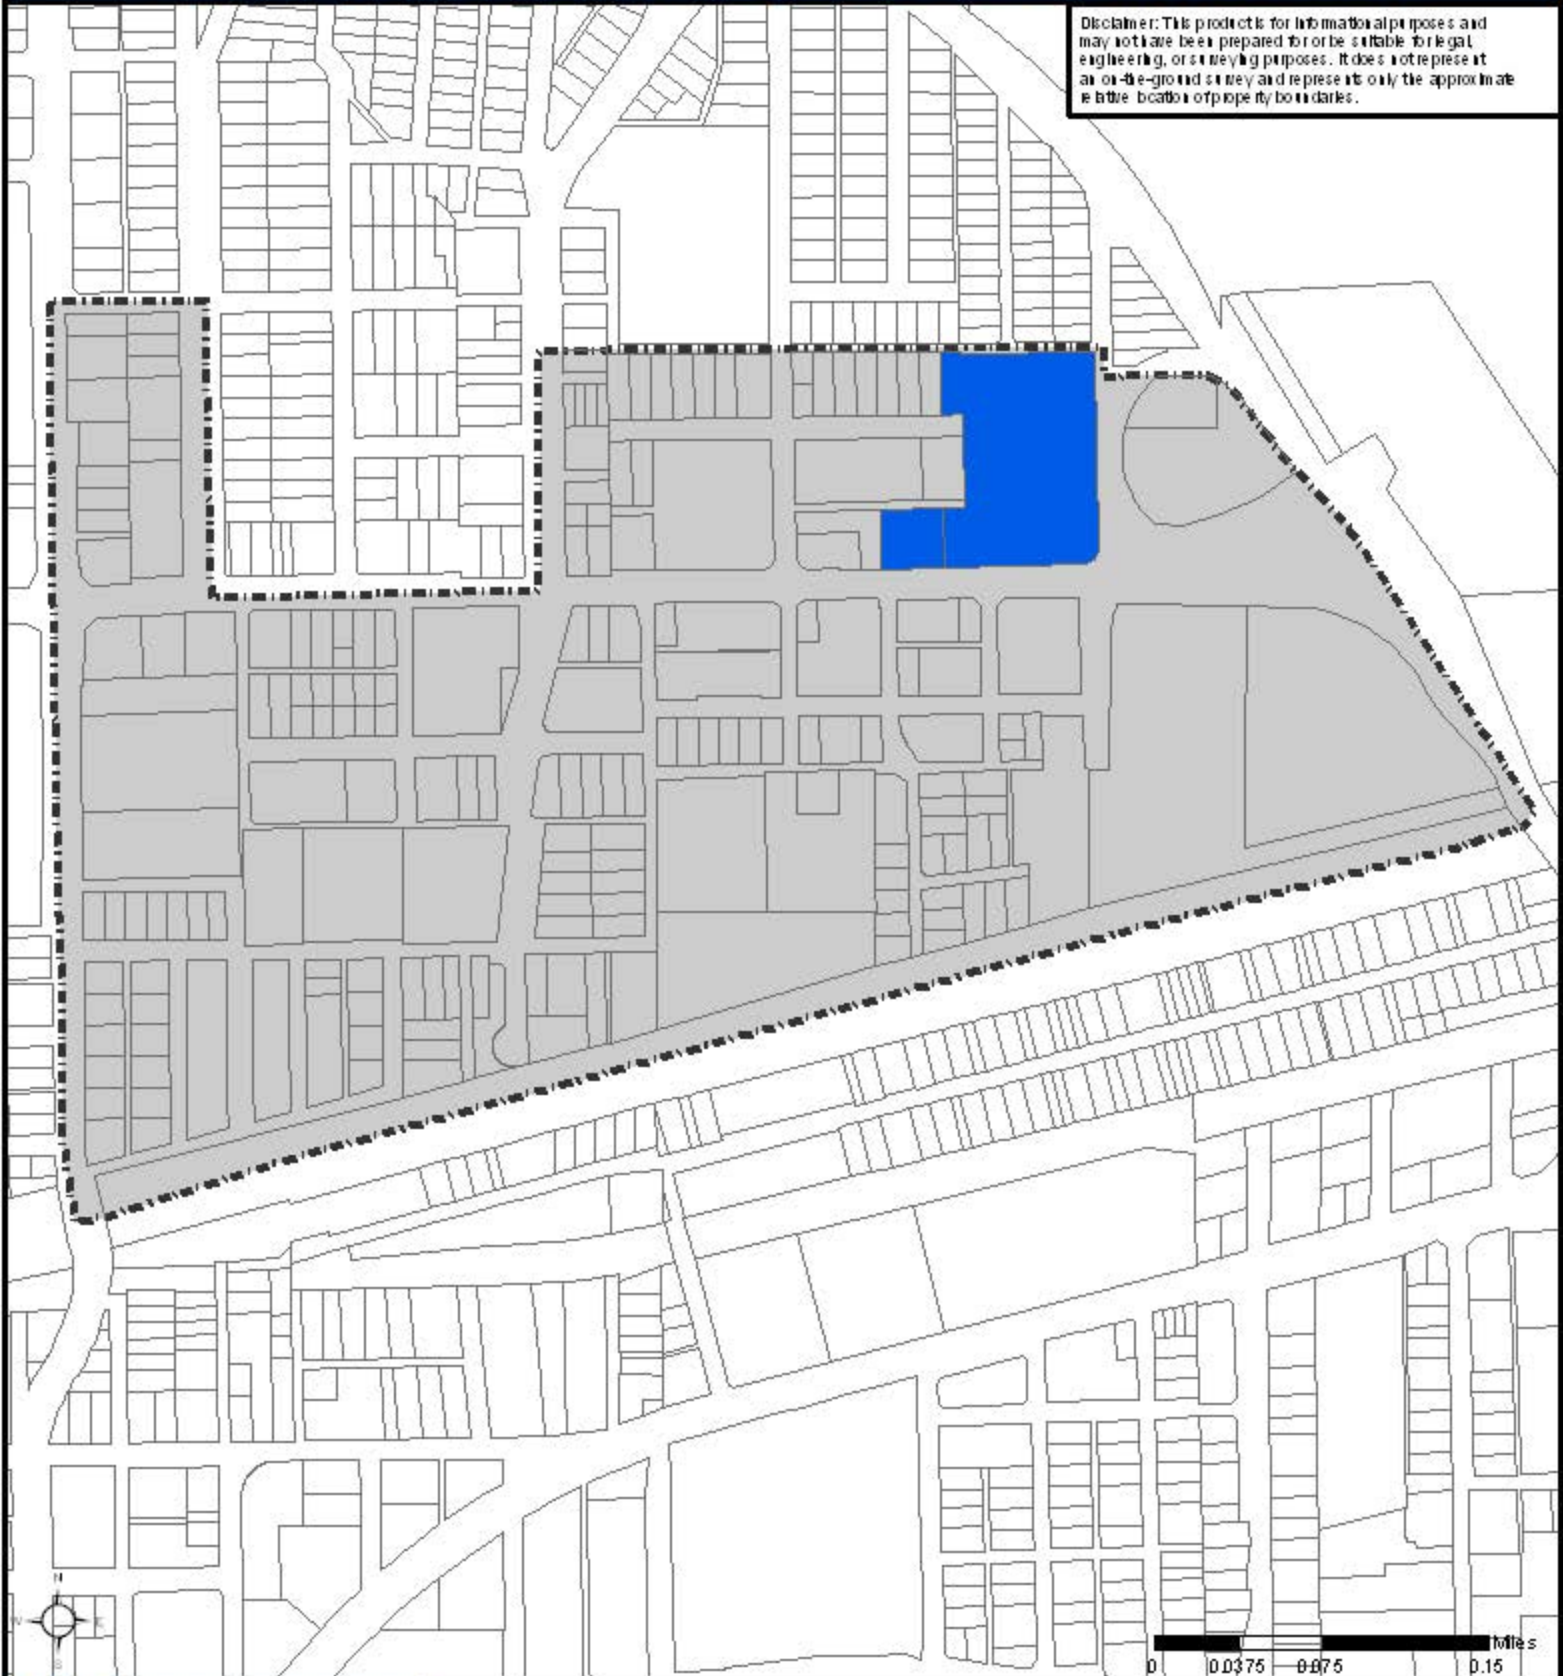 Disclaimer: This product is for informational purposes and
may not have been prepared for or be suitable for legal,
engineering, or surveying purposes. It does not represent
an on-the-ground survey and represents only the approximate
relative location of property boundaries.
N
W E
S
Miles
0 0.0375 0.075 0.15